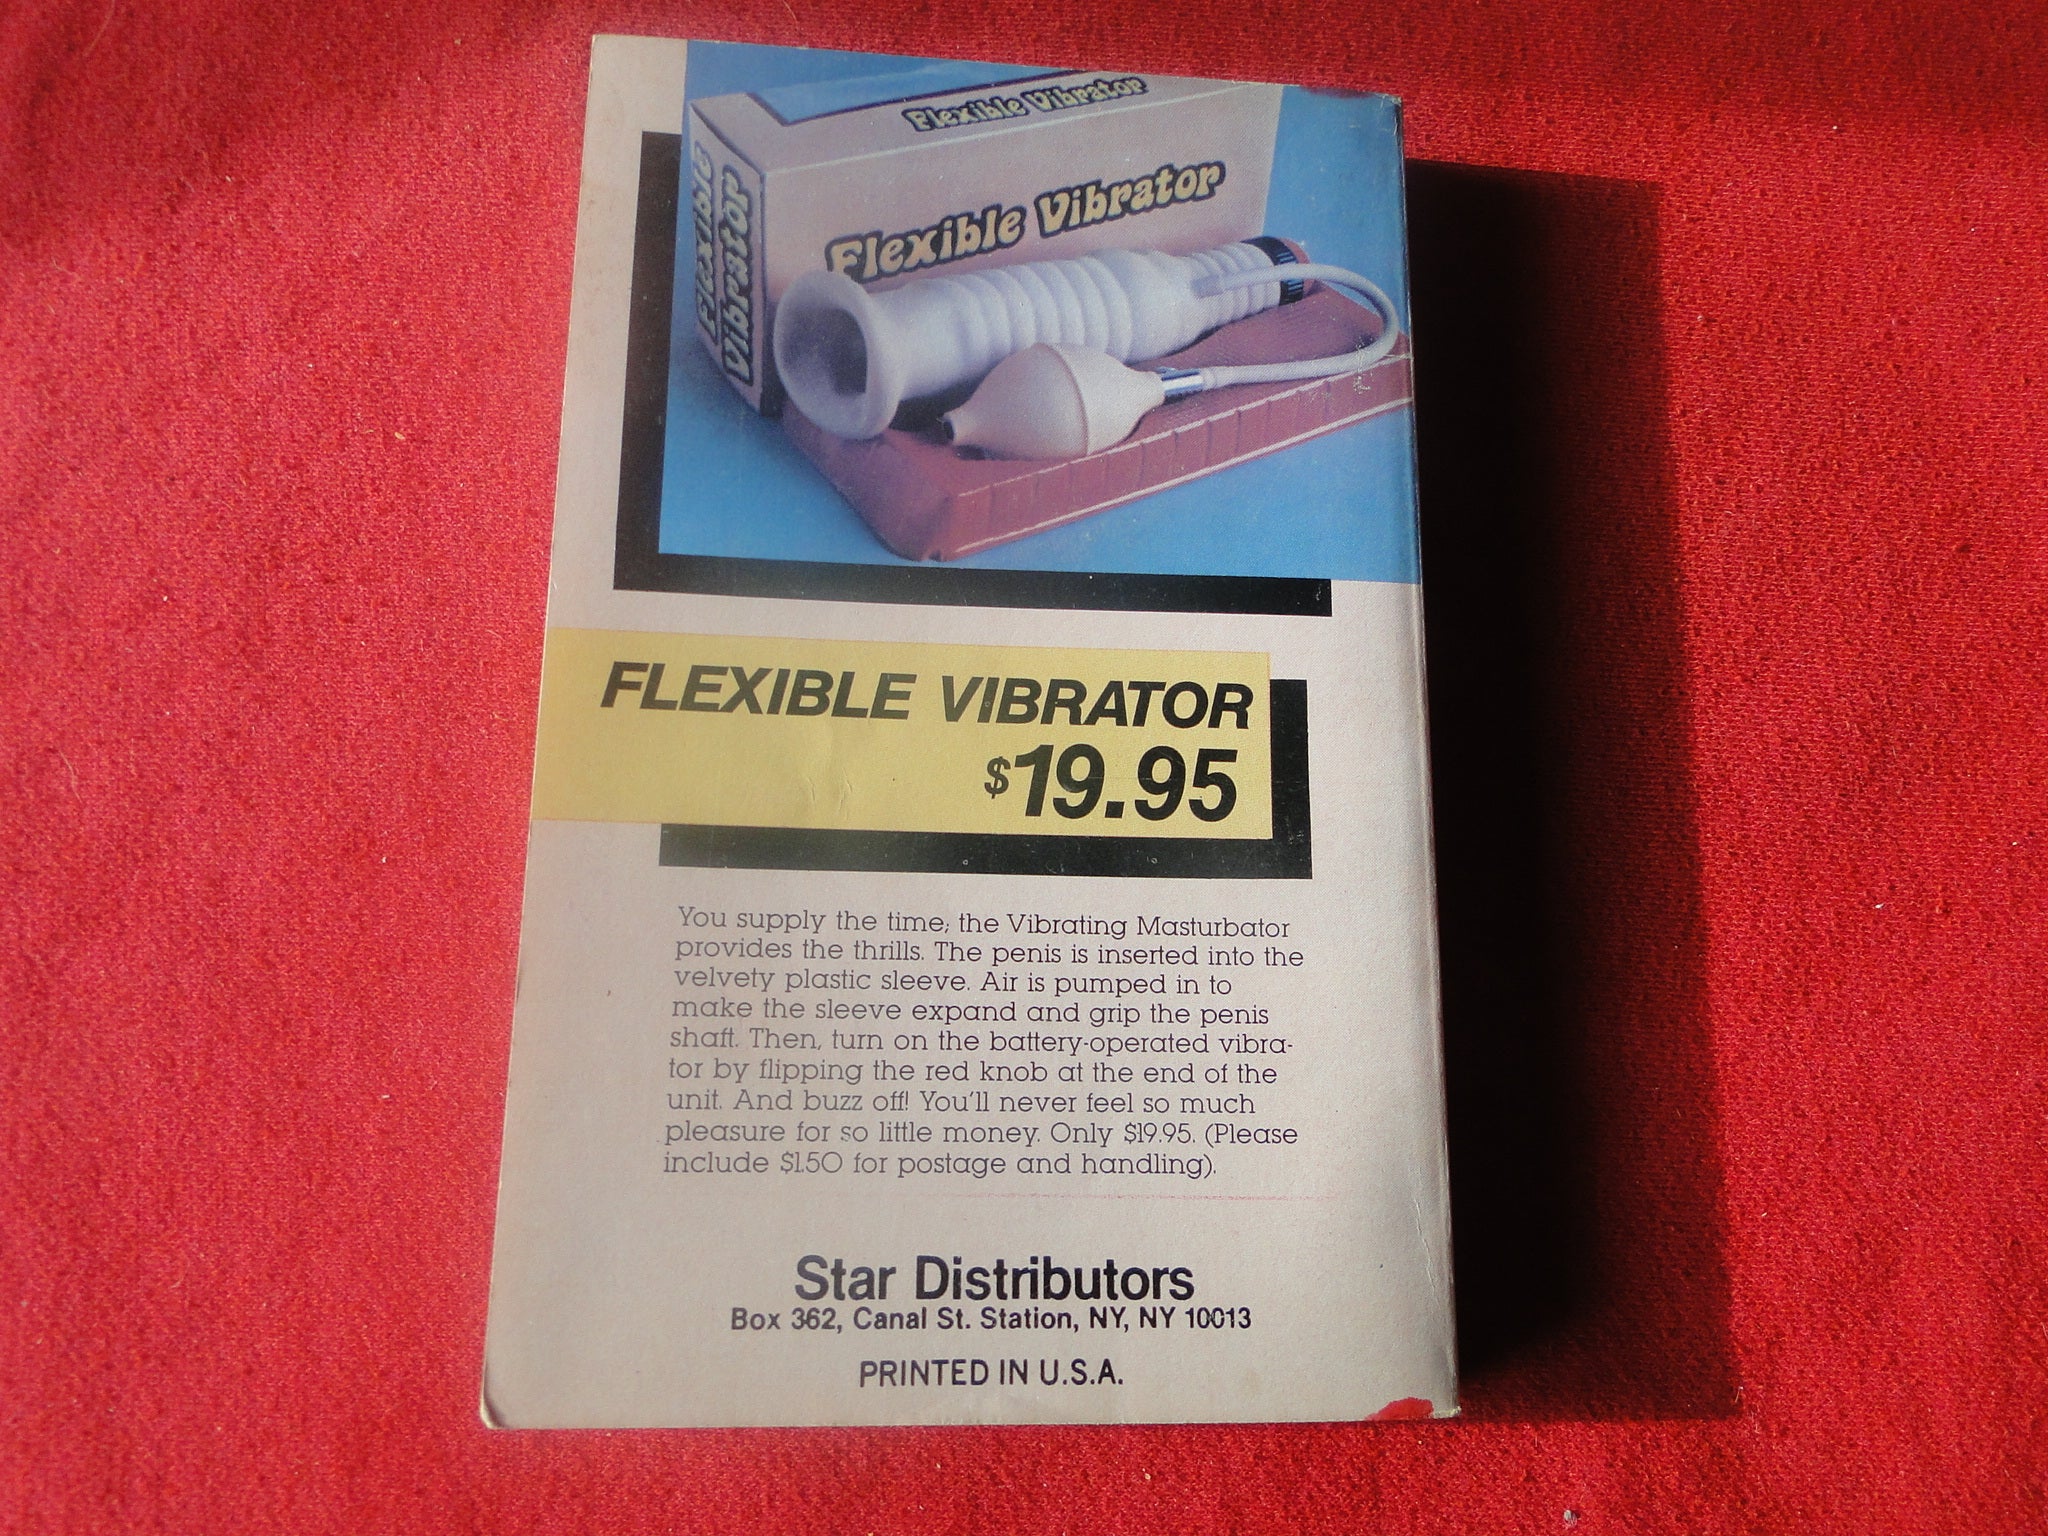 Flexible Vibrator
Flexible
Vibrator
Flexible Vibrator
FLEXIBLE VIBRATOR
$19.95
You supply the time; the Vibrating Masturbator
provides the thrills. The penis is inserted into the
velvety plastic sleeve. Air is pumped in to
make the sleeve expand and grip the penis
shaft. Then, turn on the battery-operated vibra-
tor by flipping the red knob at the end of the
unit. And buzz off! You'll never feel so much
pleasure for so little money. Only $19.95. (Please
include $1.50 for postage and handling).
Star Distributors
Box 362, Canal St. Station, NY, NY 10013
PRINTED IN U.S.A.